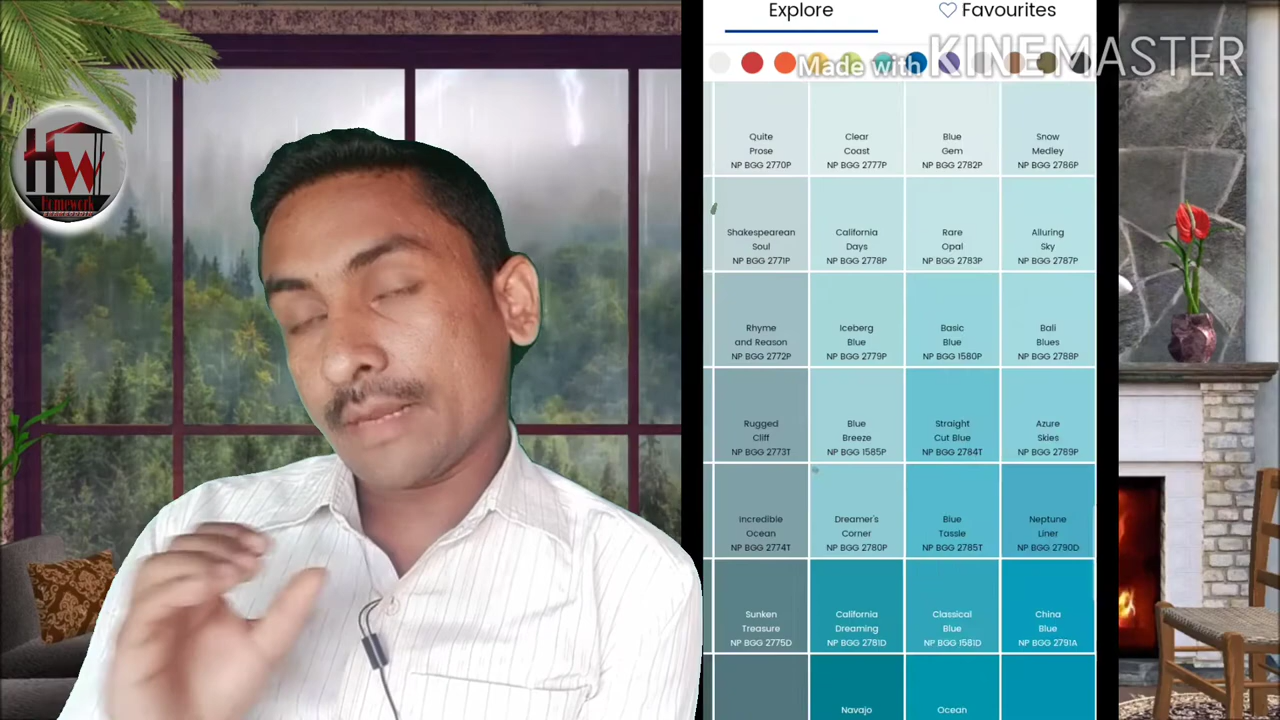 Explore
Favourites
Made with KINEMASTER
HW
Homework
Quite
Prose
NP BGG 2770P
Clear
Coast
NP BGG 2777P
Blue
Gem
NP BGG 2782P
Snow
Medley
NP BGG 2786P
Shakespearean
Soul
NP BGG 2771P
California
Days
NP BGG 2778P
Rare
Opal
NP BGG 2783P
Alluring
Sky
NP BGG 2787P
Rhyme
and Reason
NP BGG 2772P
Iceberg
Blue
NP BGG 2779P
Basic
Blue
NP BGG 1580P
Bali
Blues
NP BGG 2788P
Rugged
Cliff
NP BGG 2773T
Blue
Breeze
NP BGG 1585P
Straight
Cut Blue
NP BGG 2784T
Azure
Skies
NP BGG 2789P
Incredible
Ocean
NP BGG 2774T
Dreamer's
Corner
NP BGG 2780P
Blue
Tassle
NP BGG 2785T
Neptune
Liner
NP BGG 2790D
Sunken
Treasure
NP BGG 2775D
California
Dreaming
NP BGG 2781D
Classical
Blue
NP BGG 1581D
China
Blue
NP BGG 2791A
Navajo
Ocean